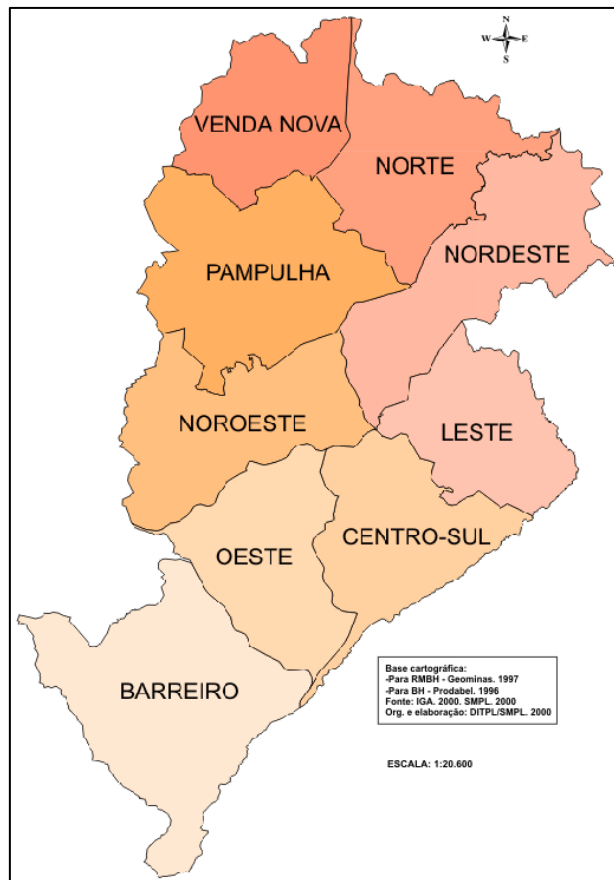 N
W E
S
VENDA NOVA
NORTE
NORDESTE
PAMPULHA
NOROESTE
LESTE
CENTRO-SUL
OESTE
BARREIRO
Base cartográfica:
-Para RMBH - Geominas. 1997
-Para BH - Prodabel. 1996
Fonte: IGA. 2000. SMPL. 2000
Org. e elaboração: DITPL/SMPL. 2000
ESCALA: 1:20.600